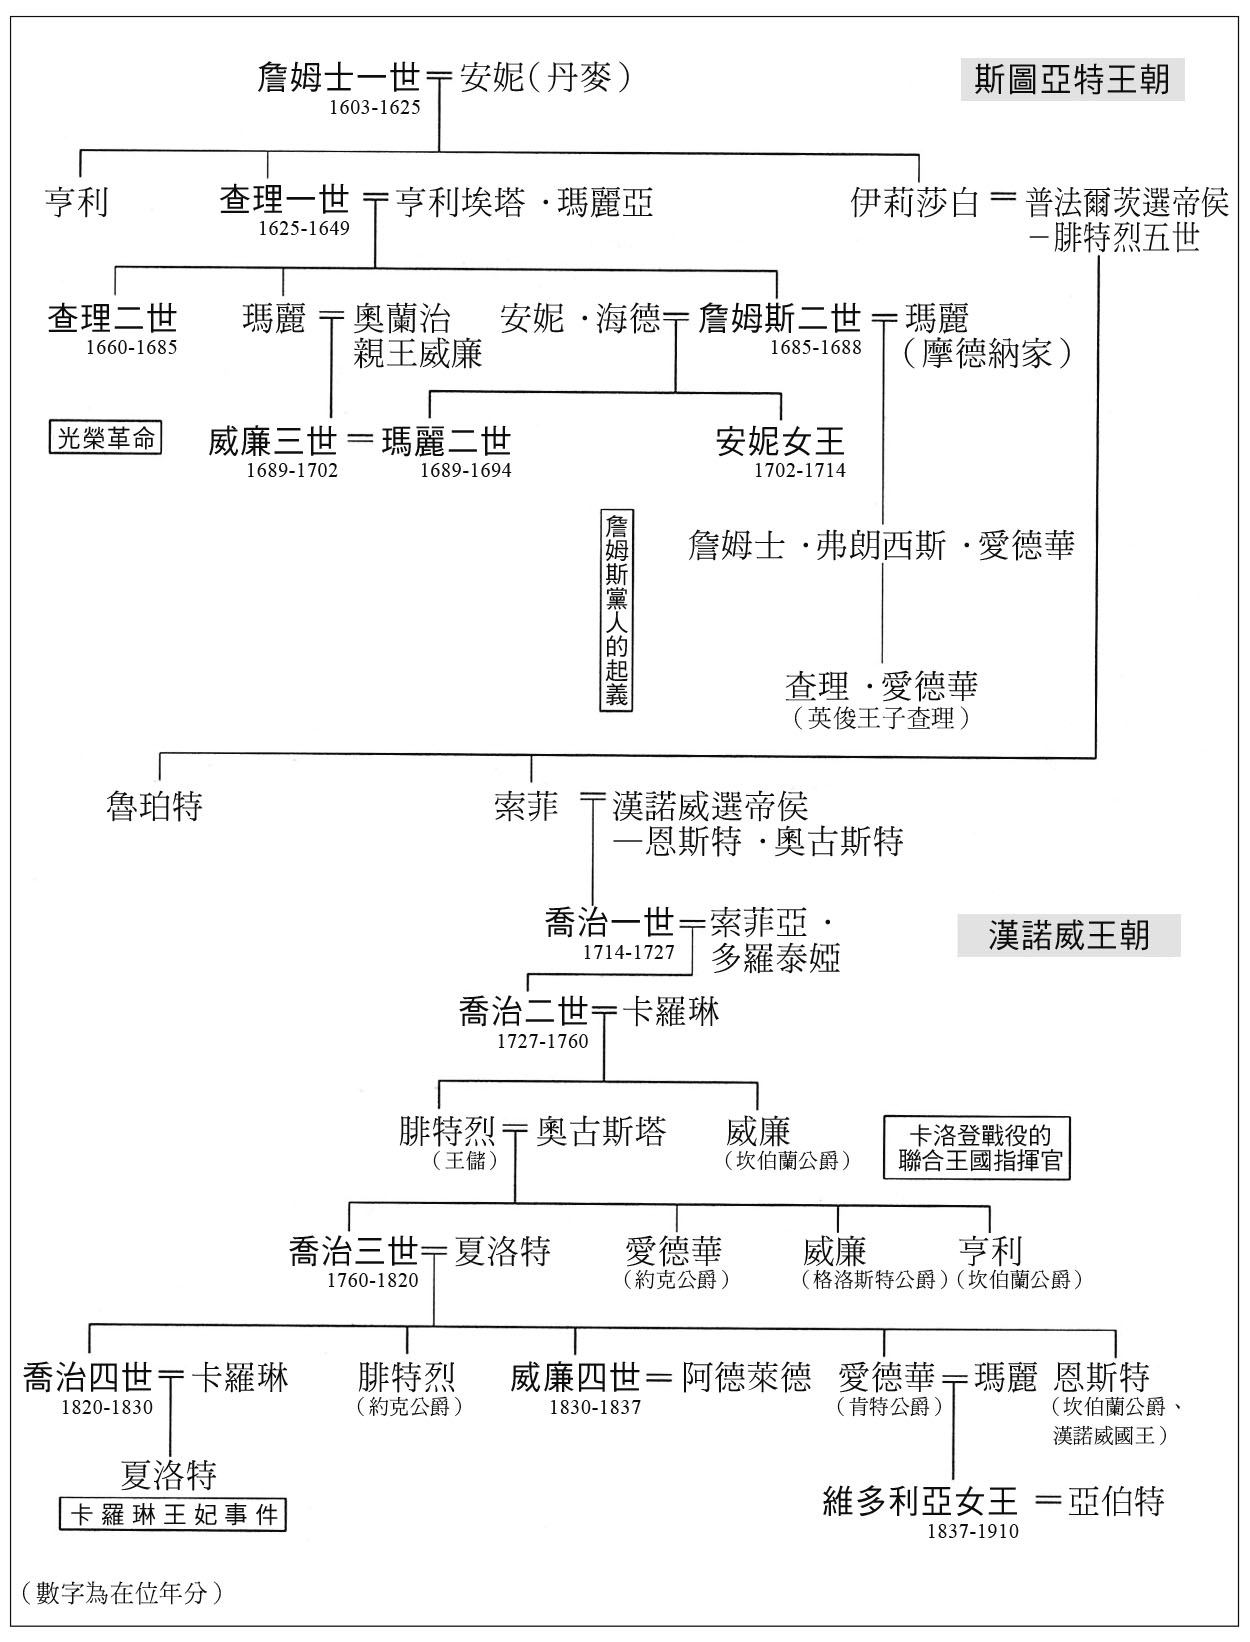 斯圖亞特王朝
詹姆士一世＝安妮（丹麥）
1603-1625
亨利
查理一世＝亨利埃塔・瑪麗亞
1625-1649
伊莉莎白＝普法爾茨選帝侯
－腓特烈五世
查理二世
1660-1685
瑪麗＝奧蘭治
親王威廉
安妮・海德＝詹姆斯二世＝瑪麗
1685-1688
（摩德納家）
光榮革命
威廉三世＝瑪麗二世
1689-1702
1689-1694
安妮女王
1702-1714
詹姆斯黨人的起義
詹姆士・弗朗西斯・愛德華
查理・愛德華
（英俊王子查理）
魯珀特
索菲＝漢諾威選帝侯
—恩斯特・奧古斯特
漢諾威王朝
喬治一世＝索菲亞・
1714-1727
多羅泰婭
喬治二世＝卡羅琳
1727-1760
腓特烈＝奧古斯塔
（王儲）
威廉
（坎伯蘭公爵）
卡洛登戰役的
聯合王國指揮官
喬治三世＝夏洛特
1760-1820
愛德華
（約克公爵）
威廉
（格洛斯特公爵）
亨利
（坎伯蘭公爵）
喬治四世＝卡羅琳
1820-1830
腓特烈
（約克公爵）
威廉四世＝阿德萊德
1830-1837
愛德華＝瑪麗
（肯特公爵）
恩斯特
（坎伯蘭公爵、
漢諾威國王）
夏洛特
卡羅琳王妃事件
維多利亞女王＝亞伯特
1837-1910
（數字為在位年分）